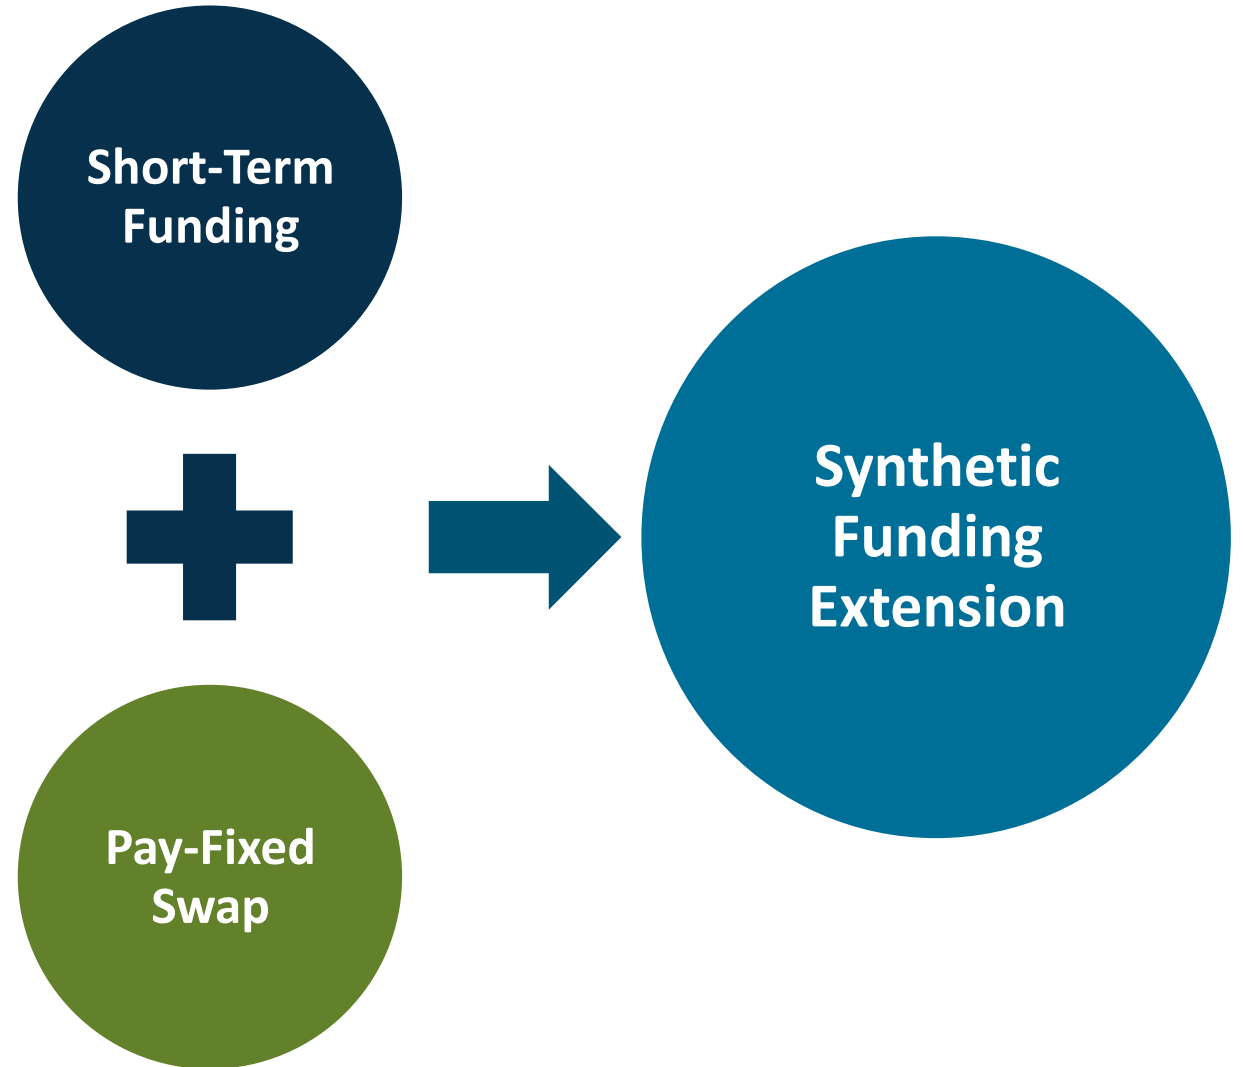 Short-Term
Funding
Synthetic
Funding
Extension
Pay-Fixed
Swap